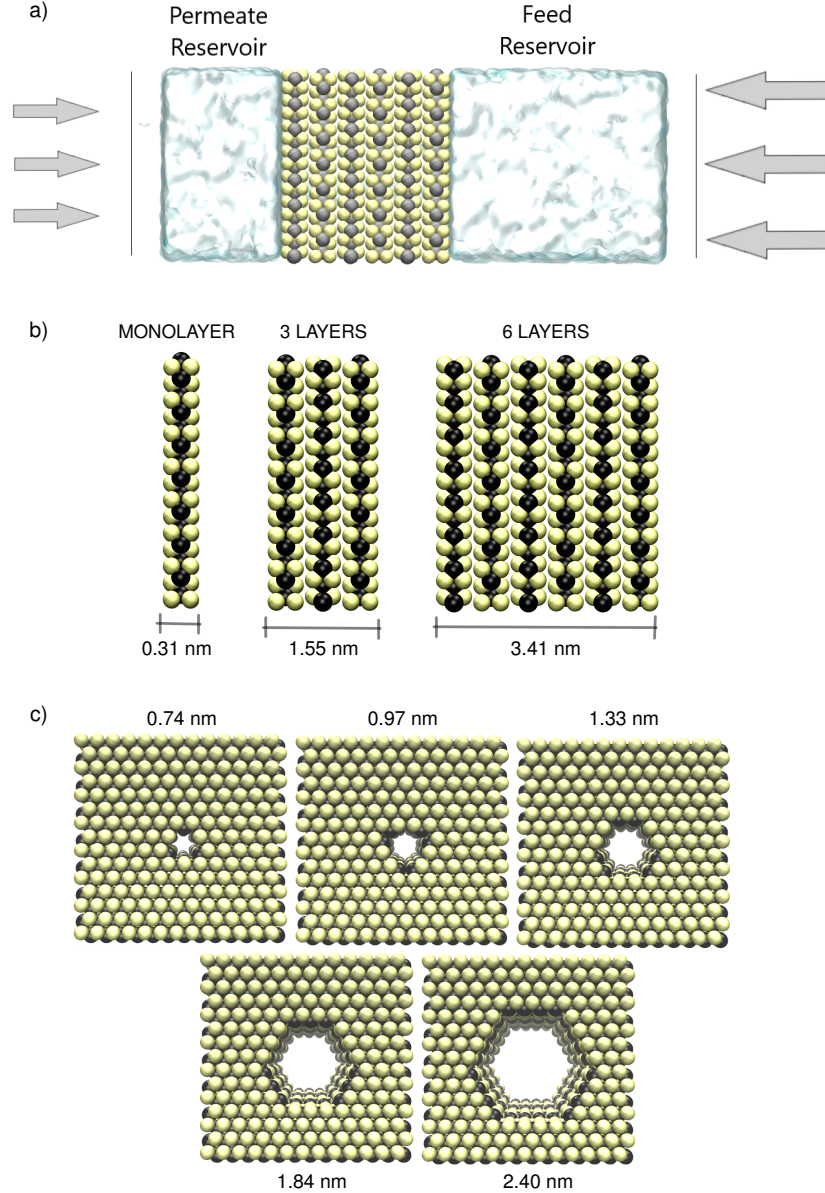 a)
Permeate
Reservoir
Feed
Reservoir
b)
MONOLAYER
3 LAYERS
6 LAYERS
0.31 nm
1.55 nm
3.41 nm
c)
0.74 nm
0.97 nm
1.33 nm
1.84 nm
2.40 nm